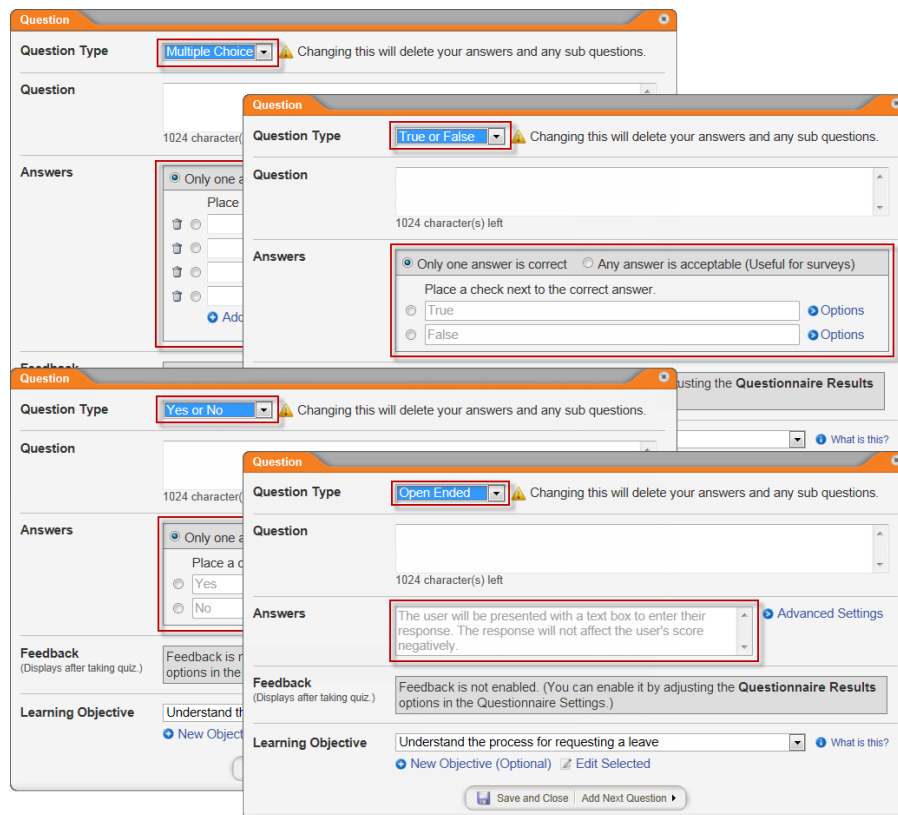 Question
Question Type Multiple Choice Changing this will delete your answers and any sub questions.
Question
1024 character(
Answers
Only one a
Place
Add
Feedback
Question
Question Type True or False Changing this will delete your answers and any sub questions.
Question
1024 character(s) left
Answers
Only one answer is correct Any answer is acceptable (Useful for surveys)
Place a check next to the correct answer.
True Options
False Options
usting the Questionnaire Results
What is this?
Question
Question Type Yes or No Changing this will delete your answers and any sub questions.
Question
1024 character(
Answers
Only one a
Place a c
Yes
No
Feedback
(Displays after taking quiz.)
Feedback is n
options in the
Learning Objective Understand th
New Object
Question
Question Type Open Ended Changing this will delete your answers and any sub questions.
Question
1024 character(s) left
Answers
The user will be presented with a text box to enter their
response. The response will not affect the user's score
negatively.
Advanced Settings
Feedback
(Displays after taking quiz.)
Feedback is not enabled. (You can enable it by adjusting the Questionnaire Results
options in the Questionnaire Settings.)
Learning Objective Understand the process for requesting a leave What is this?
New Objective (Optional) Edit Selected
Save and Close Add Next Question